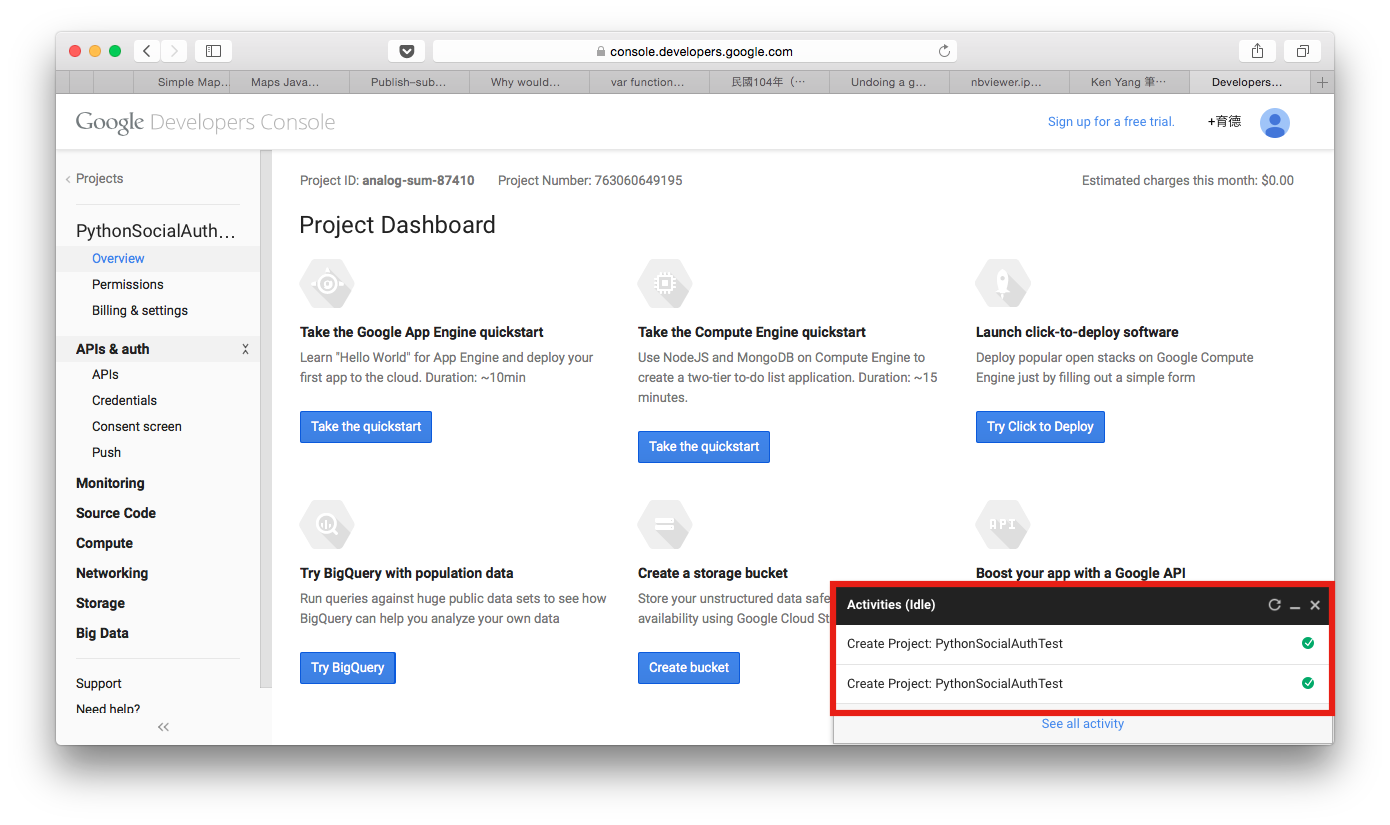 console.developers.google.com
Simple Map...
Maps Java...
Publish–sub...
Why would...
var function...
民國104年（…
Undoing a g...
nbviewer.ip...
Ken Yang 筆…
Developers...
Google Developers Console
Sign up for a free trial.
+育德
Projects
PythonSocialAuth...
Overview
Permissions
Billing & settings
APIs & auth
APIs
Credentials
Consent screen
Push
Monitoring
Source Code
Compute
Networking
Storage
Big Data
Support
Need help?
Project ID: analog-sum-87410
Project Number: 763060649195
Estimated charges this month: $0.00
Project Dashboard
Take the Google App Engine quickstart
Learn "Hello World" for App Engine and deploy your
first app to the cloud. Duration: ~10min
Take the quickstart
Take the Compute Engine quickstart
Use NodeJS and MongoDB on Compute Engine to
create a two-tier to-do list application. Duration: ~15
minutes.
Take the quickstart
Launch click-to-deploy software
Deploy popular open stacks on Google Compute
Engine just by filling out a simple form
Try Click to Deploy
Try BigQuery with population data
Run queries against huge public data sets to see how
BigQuery can help you analyze your own data
Try BigQuery
Create a storage bucket
Store your unstructured data safe
availability using Google Cloud St
Create bucket
API
Boost your app with a Google API
Activities (Idle)
Create Project: PythonSocialAuthTest
Create Project: PythonSocialAuthTest
See all activity